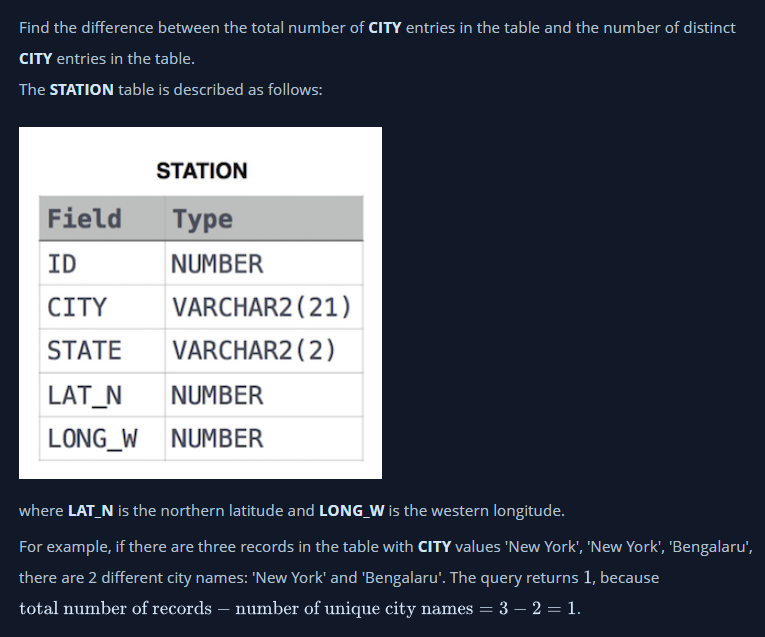 Find the difference between the total number of CITY entries in the table and the number of distinct
CITY entries in the table.
The STATION table is described as follows:
STATION
Field Type
ID NUMBER
CITY VARCHAR2(21)
STATE VARCHAR2(2)
LAT_N NUMBER
LONG_W NUMBER
where LAT_N is the northern latitude and LONG_W is the western longitude.
For example, if there are three records in the table with CITY values 'New York', 'New York', 'Bengalaru',
there are 2 different city names: 'New York' and 'Bengalaru'. The query returns 1, because
total number of records − number of unique city names = 3 − 2 = 1.